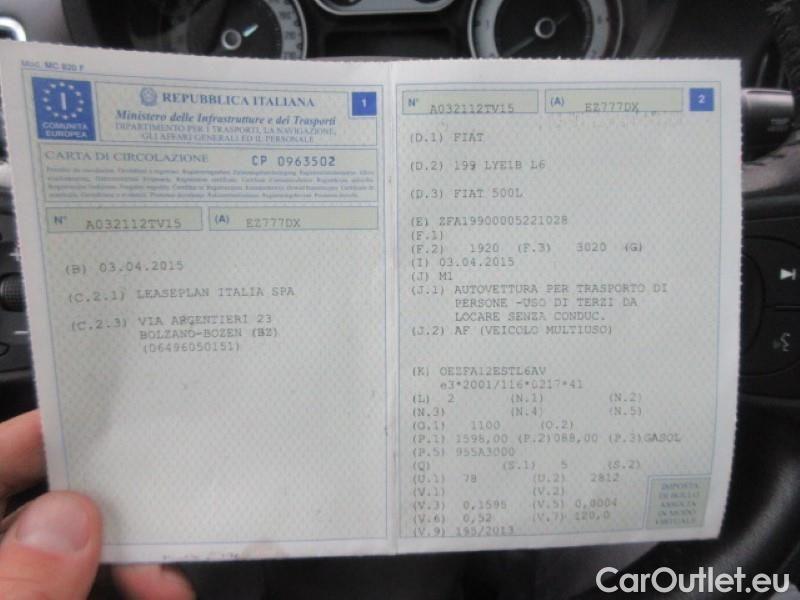 Mod. MC 820 F
I
COMUNITÀ
EUROPEA
REPUBBLICA ITALIANA
1
Ministero delle Infrastrutture e dei Trasporti
DIPARTIMENTO PER I TRASPORTI, LA NAVIGAZIONE,
GLI AFFARI GENERALI ED IL PERSONALE
CARTA DI CIRCOLAZIONE CP 0963502
N° A032112TV15 (A) EZ777DX
(B) 03.04.2015
(C.2.1) LEASEPLAN ITALIA SPA
(C.2.3) VIA ARGENTIERI 23
BOLZANO-BOZEN (BZ)
(06496050151)
N° A032112TV15 (A) EZ777DX
2
(D.1) FIAT
(D.2) 199 LYE1B L6
(D.3) FIAT 500L
(E) ZFA19900005221028
(F.1)
(F.2) 1920 (F.3) 3020 (G)
(I) 03.04.2015
(J) M1
(J.1) AUTOVETTURA PER TRASPORTO DI
PERSONE -USO DI TERZI DA
LOCARE SENZA CONDUC.
(J.2) AF (VEICOLO MULTIUSO)
(K) OEZFA12ESTL6AV
e3*2001/116*0217*41
(L) 2 (N.1) (N.2)
(N.3) (N.4) (N.5)
(O.1) 1100 (O.2)
(P.1) 1598,00 (P.2)088,00 (P.3)GASOL
(P.5) 955A3000
(Q) (S.1) 5 (S.2)
(U.1) 78 (U.2) 2812
(V.1) (V.2)
(V.3) 0,1595 (V.5) 0,0004
(V.6) 0,52 (V.7) 120,0
(V.9) 195/2013
IMPOSTA
DI BOLLO
ASSOLTA
IN MODO
VIRTUALE
CarOutlet.eu